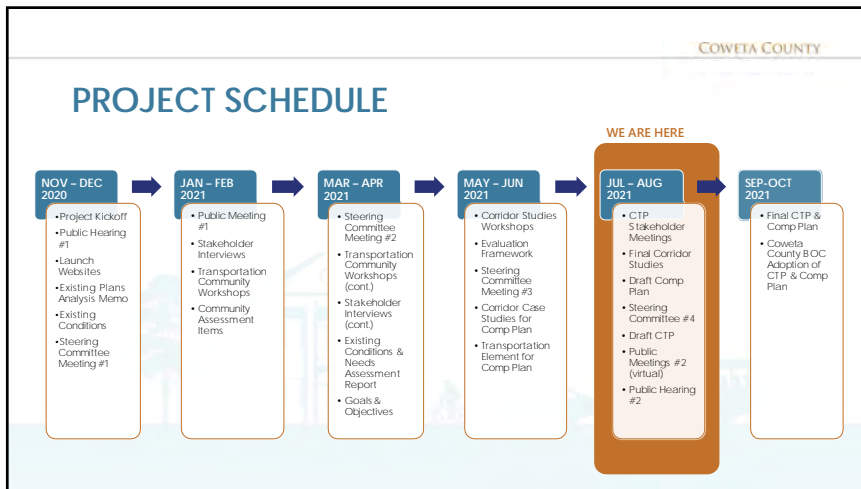 COWETA COUNTY
PROJECT SCHEDULE
WE ARE HERE
NOV – DEC
2020
•Project Kickoff
•Public Hearing
#1
•Launch
Websites
•Existing Plans
Analysis Memo
•Existing
Conditions
•Steering
Committee
Meeting #1
JAN – FEB
2021
•Public Meeting
#1
•Stakeholder
Interviews
•Transportation
Community
Workshops
•Community
Assessment
Items
MAR – APR
2021
•Steering
Committee
Meeting #2
•Transportation
Community
Workshops
(cont.)
•Stakeholder
Interviews
(cont.)
•Existing
Conditions &
Needs
Assessment
Report
•Goals &
Objectives
MAY – JUN
2021
•Corridor Studies
Workshops
•Evaluation
Framework
•Steering
Committee
Meeting #3
•Corridor Case
Studies for
Comp Plan
•Transportation
Element for
Comp Plan
JUL – AUG
2021
•CTP
Stakeholder
Meetings
•Final Corridor
Studies
•Draft Comp
Plan
•Steering
Committee #4
•Draft CTP
•Public
Meetings #2
(virtual)
•Public Hearing
#2
SEP-OCT
2021
•Final CTP &
Comp Plan
•Coweta
County BOC
Adoption of
CTP & Comp
Plan